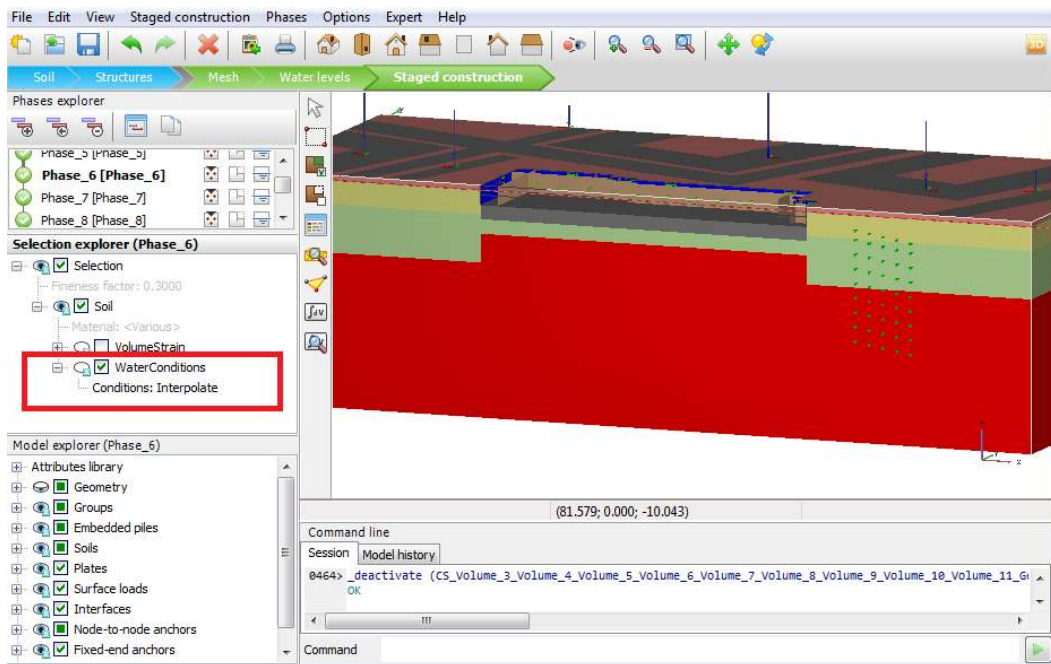 File Edit View Staged construction Phases Options Expert Help
3D
Soil Structures Mesh Water levels Staged construction
Phases explorer
Phase_5 [Phase_5]
Phase_6 [Phase_6]
Phase_7 [Phase_7]
Phase_8 [Phase_8]
Selection explorer (Phase_6)
Selection
Fineness factor: 0.3000
Soil
Material: <Various>
VolumeStrain
WaterConditions
Conditions: Interpolate
Model explorer (Phase_6)
Attributes library
Geometry
Groups
Embedded piles
Soils
Plates
Surface loads
Interfaces
Node-to-node anchors
Fixed-end anchors
∫dV
z
x
(81.579; 0.000; -10.043)
Command line
Session Model history
0464> _deactivate (CS_Volume_3_Volume_4_Volume_5_Volume_6_Volume_7_Volume_8_Volume_9_Volume_10_Volume_11_G
OK
Command